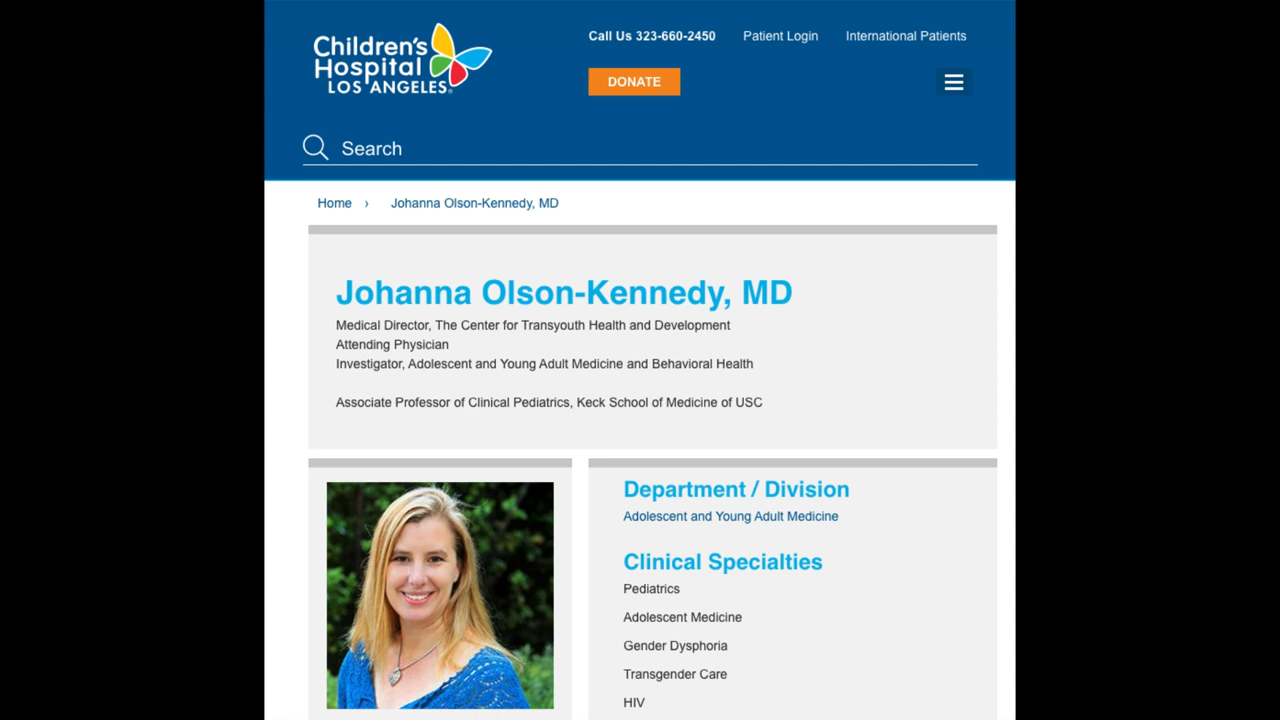 Children's
Hospital
LOS ANGELES
Call Us 323-660-2450
Patient Login
International Patients
DONATE
Search
Home › Johanna Olson-Kennedy, MD
Johanna Olson-Kennedy, MD
Medical Director, The Center for Transyouth Health and Development
Attending Physician
Investigator, Adolescent and Young Adult Medicine and Behavioral Health
Associate Professor of Clinical Pediatrics, Keck School of Medicine of USC
Department / Division
Adolescent and Young Adult Medicine
Clinical Specialties
Pediatrics
Adolescent Medicine
Gender Dysphoria
Transgender Care
HIV